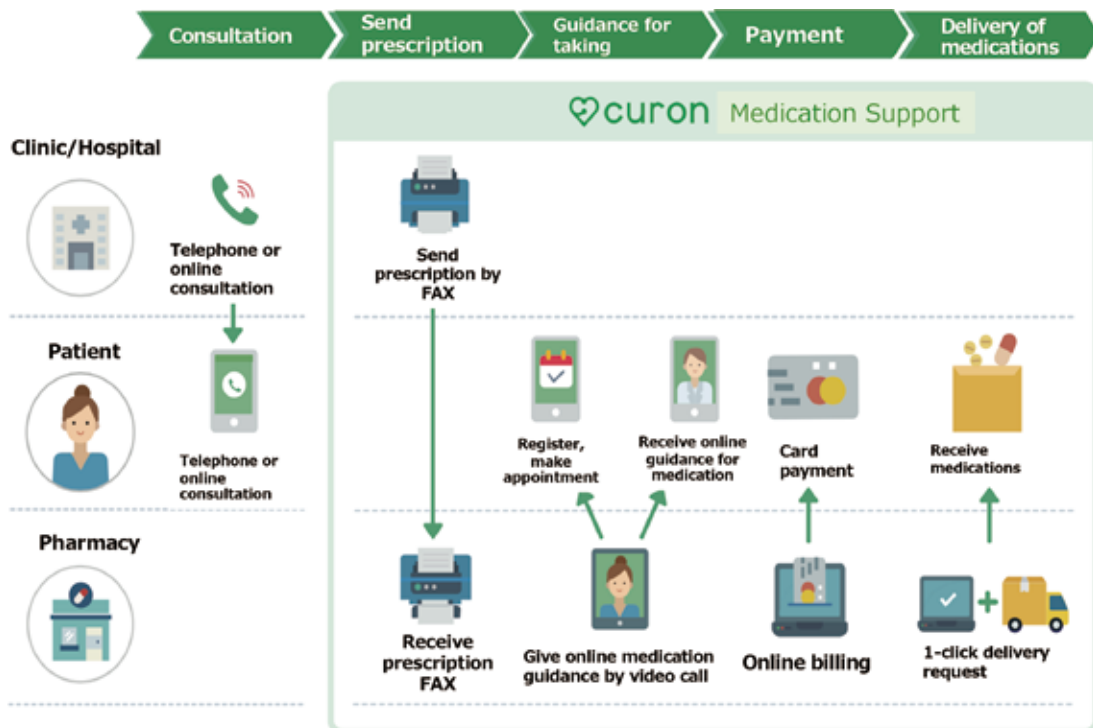 Consultation
Send
prescription
Guidance for
taking
Payment
Delivery of
medications
curon Medication Support
Clinic/Hospital
Telephone or
online
consultation
Send
prescription by
FAX
Patient
Telephone or
online
consultation
Register,
make
appointment
Receive online
guidance for
medication
Card
payment
Receive
medications
Pharmacy
Receive
prescription
FAX
Give online medication
guidance by video call
Online billing
1-click delivery
request